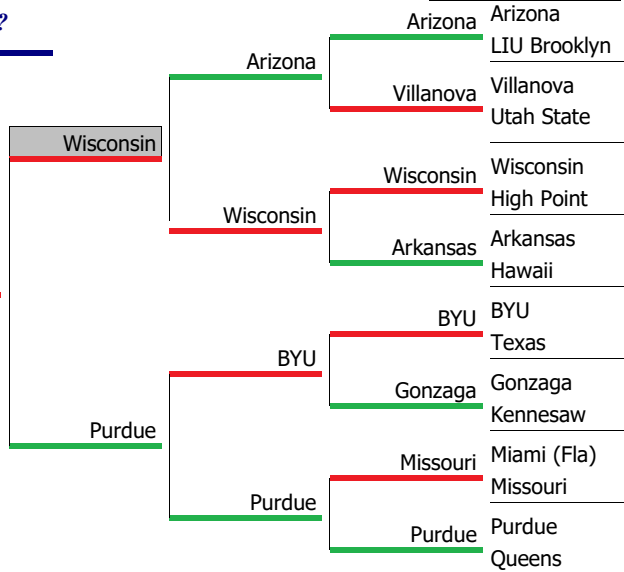 ?
Arizona
LIU Brooklyn
Villanova
Utah State
Wisconsin
High Point
Arkansas
Hawaii
BYU
Texas
Gonzaga
Kennesaw
Miami (Fla)
Missouri
Purdue
Queens
Arizona
Villanova
Wisconsin
Arkansas
BYU
Gonzaga
Missouri
Purdue
Arizona
Wisconsin
BYU
Purdue
Wisconsin
Purdue